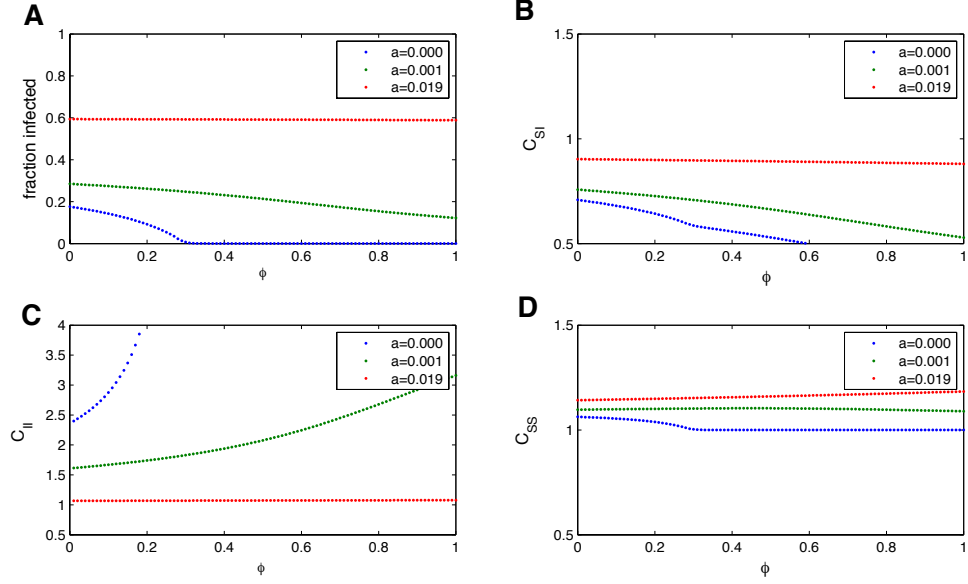 A
fraction infected
1
0.8
0.6
0.4
0.2
0
0 0.2 0.4 0.6 0.8 1
ϕ
a=0.000
a=0.001
a=0.019
B
C_SI
1.5
1
0.5
0 0.2 0.4 0.6 0.8 1
ϕ
a=0.000
a=0.001
a=0.019
C
C_II
4
3.5
3
2.5
2
1.5
1
0.5
0 0.2 0.4 0.6 0.8 1
ϕ
a=0.000
a=0.001
a=0.019
D
C_SS
1.5
1
0.5
0 0.2 0.4 0.6 0.8 1
ϕ
a=0.000
a=0.001
a=0.019